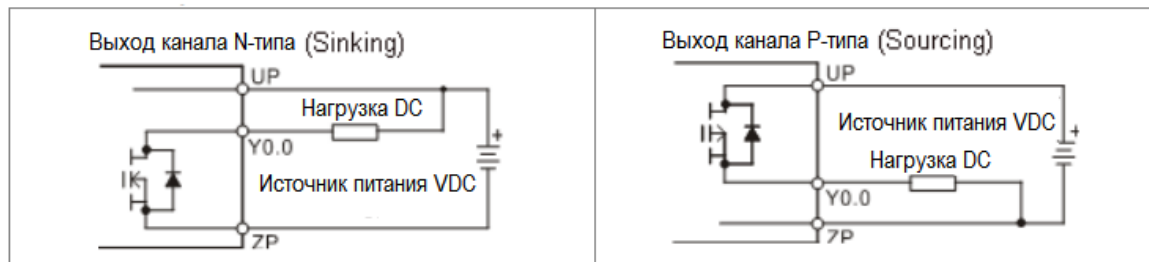 Выход канала N-типа (Sinking)
UP
Нагрузка DC
Y0.0
Источник питания VDC
+
ZP
Выход канала P-типа (Sourcing)
UP
Источник питания VDC
+
Нагрузка DC
Y0.0
ZP